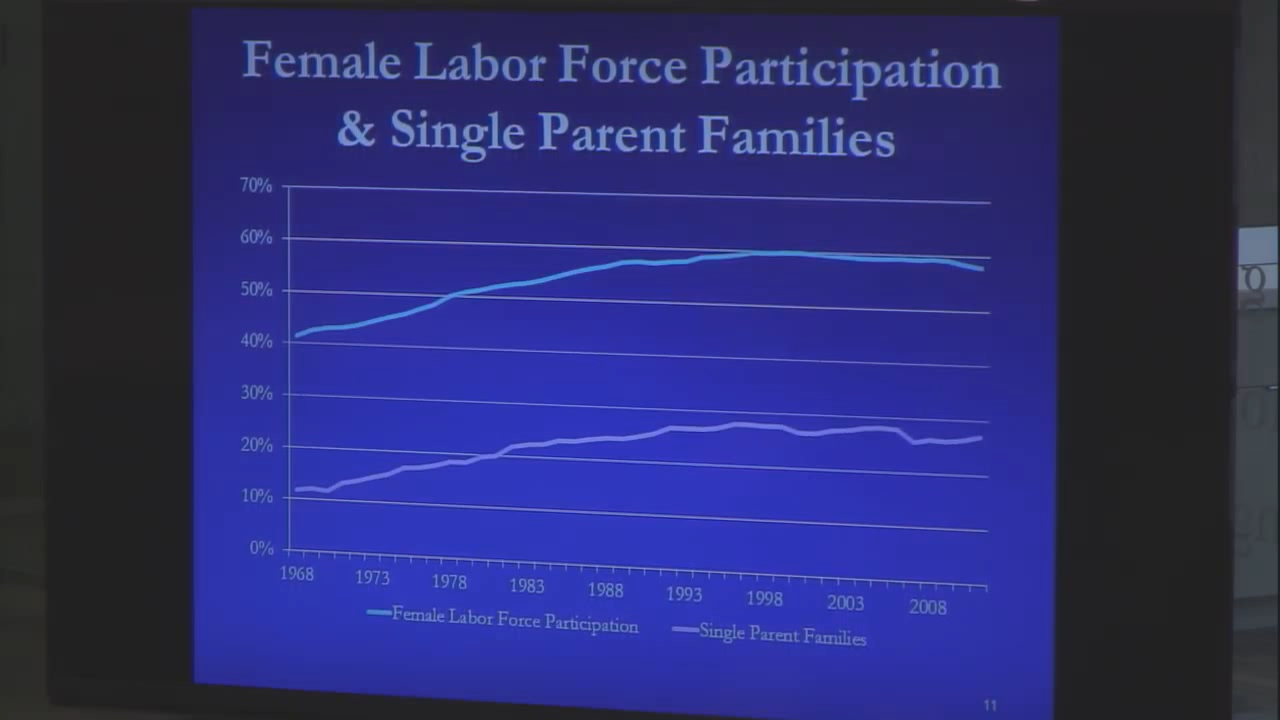 Female Labor Force Participation
& Single Parent Families
70%
60%
50%
40%
30%
20%
10%
0%
1968 1973 1978 1983 1988 1993 1998 2003 2008
Female Labor Force Participation Single Parent Families
11